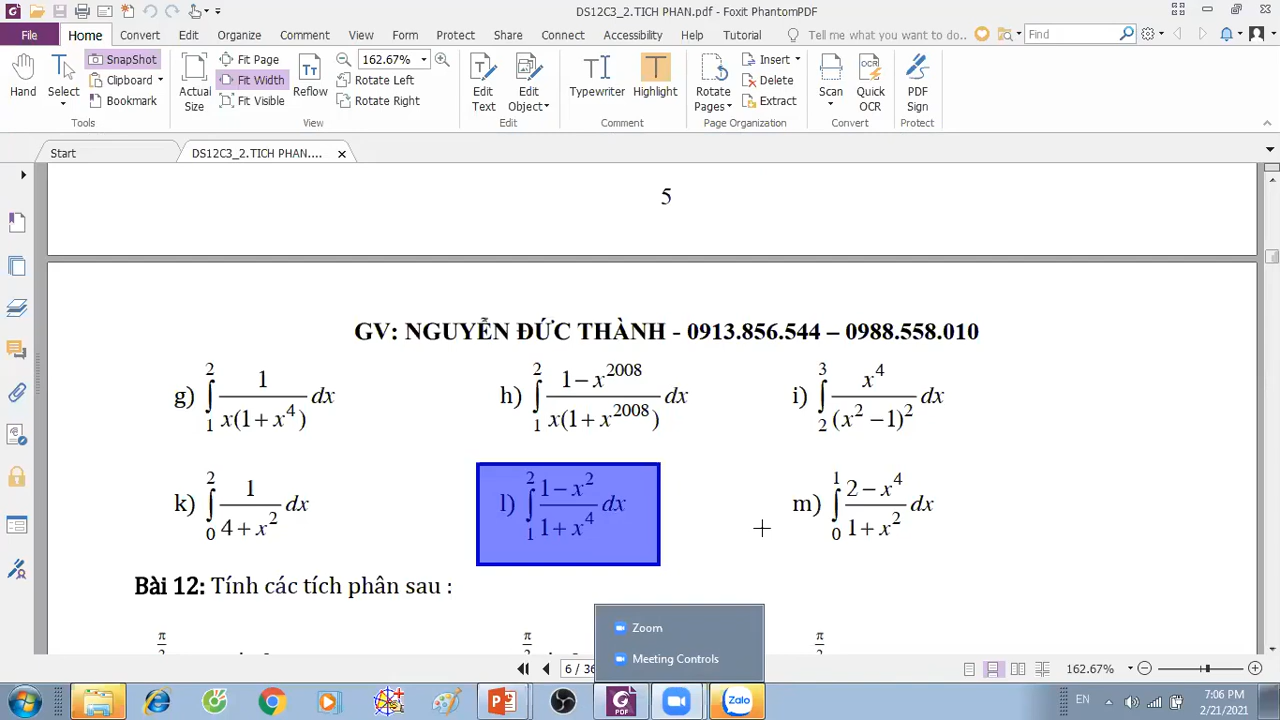 DS12C3_2.TICH PHAN.pdf - Foxit PhantomPDF
File Home Convert Edit Organize Comment View Form Protect Share Connect Accessibility Help Tutorial Tell me what you want to do... Find
Hand
Select
SnapShot
Clipboard
Bookmark
Tools
Actual Size
Fit Page
Fit Width
Fit Visible
Reflow
162.67%
Rotate Left
Rotate Right
View
Edit Text
Edit Object
Edit
Typewriter
Highlight
Comment
Rotate Pages
Insert
Delete
Extract
Page Organization
Scan
Quick OCR
Convert
PDF Sign
Protect
Start
DS12C3_2.TICH PHAN....
5
GV: NGUYỄN ĐỨC THÀNH - 0913.856.544 – 0988.558.010
g) ∫₁² 1/(x(1+x⁴)) dx h) ∫₁² (1−x²⁰⁰⁸)/(x(1+x²⁰⁰⁸)) dx i) ∫₂³ x⁴/(x²−1)² dx
k) ∫₀² 1/(4+x²) dx l) ∫₁² (1−x²)/(1+x⁴) dx m) ∫₀¹ (2−x⁴)/(1+x²) dx
Bài 12: Tính các tích phân sau :
π π π
Zoom
Meeting Controls
6 / 36
162.67%
EN
7:06 PM
2/21/2021